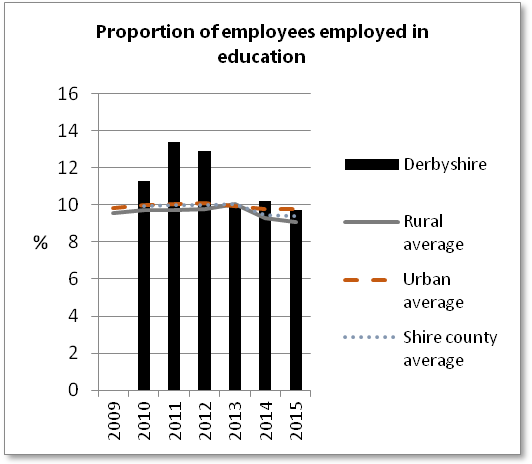 Proportion of employees employed in
education
16
14
12
10
8
6
4
2
0
%
2009
2010
2011
2012
2013
2014
2015
Derbyshire
Rural
average
Urban
average
Shire county
average